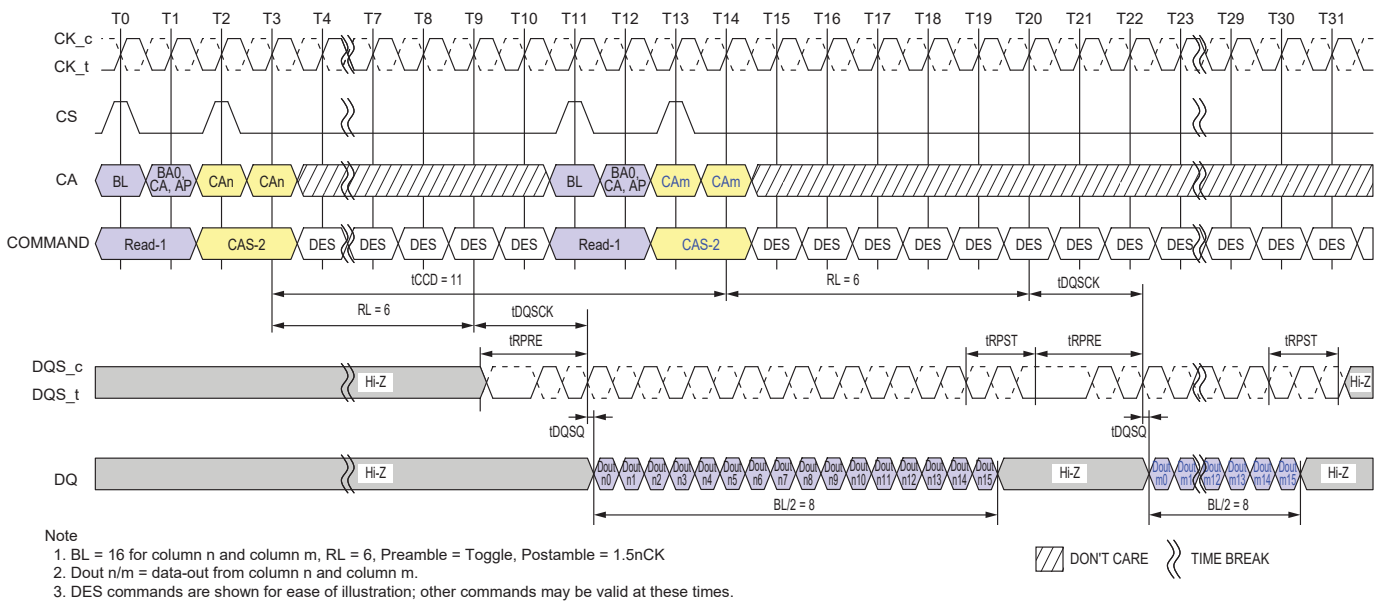 T0 T1 T2 T3 T4 T7 T8 T9 T10 T11 T12 T13 T14 T15 T16 T17 T18 T19 T20 T21 T22 T23 T29 T30 T31
CK_c
CK_t
CS
CA BL BA0, CA, AP CAn CAn BL BA0, CA, AP CAm CAm
COMMAND Read-1 CAS-2 DES DES DES DES DES Read-1 CAS-2 DES DES DES DES DES DES DES DES DES DES DES DES
tCCD = 11 RL = 6 tDQSCK
RL = 6 tDQSCK
tRPRE tRPST tRPRE tRPST
DQS_c
Hi-Z Hi-Z
DQS_t
tDQSQ tDQSQ
DQ Hi-Z Dout n0 Dout n1 Dout n2 Dout n3 Dout n4 Dout n5 Dout n6 Dout n7 Dout n8 Dout n9 Dout n10 Dout n11 Dout n12 Dout n13 Dout n14 Dout n15 Hi-Z Dout m0 Dout m1 Dout m12 Dout m13 Dout m14 Dout m15 Hi-Z
BL/2 = 8 BL/2 = 8
Note
1. BL = 16 for column n and column m, RL = 6, Preamble = Toggle, Postamble = 1.5nCK
2. Dout n/m = data-out from column n and column m.
3. DES commands are shown for ease of illustration; other commands may be valid at these times.
DON'T CARE TIME BREAK